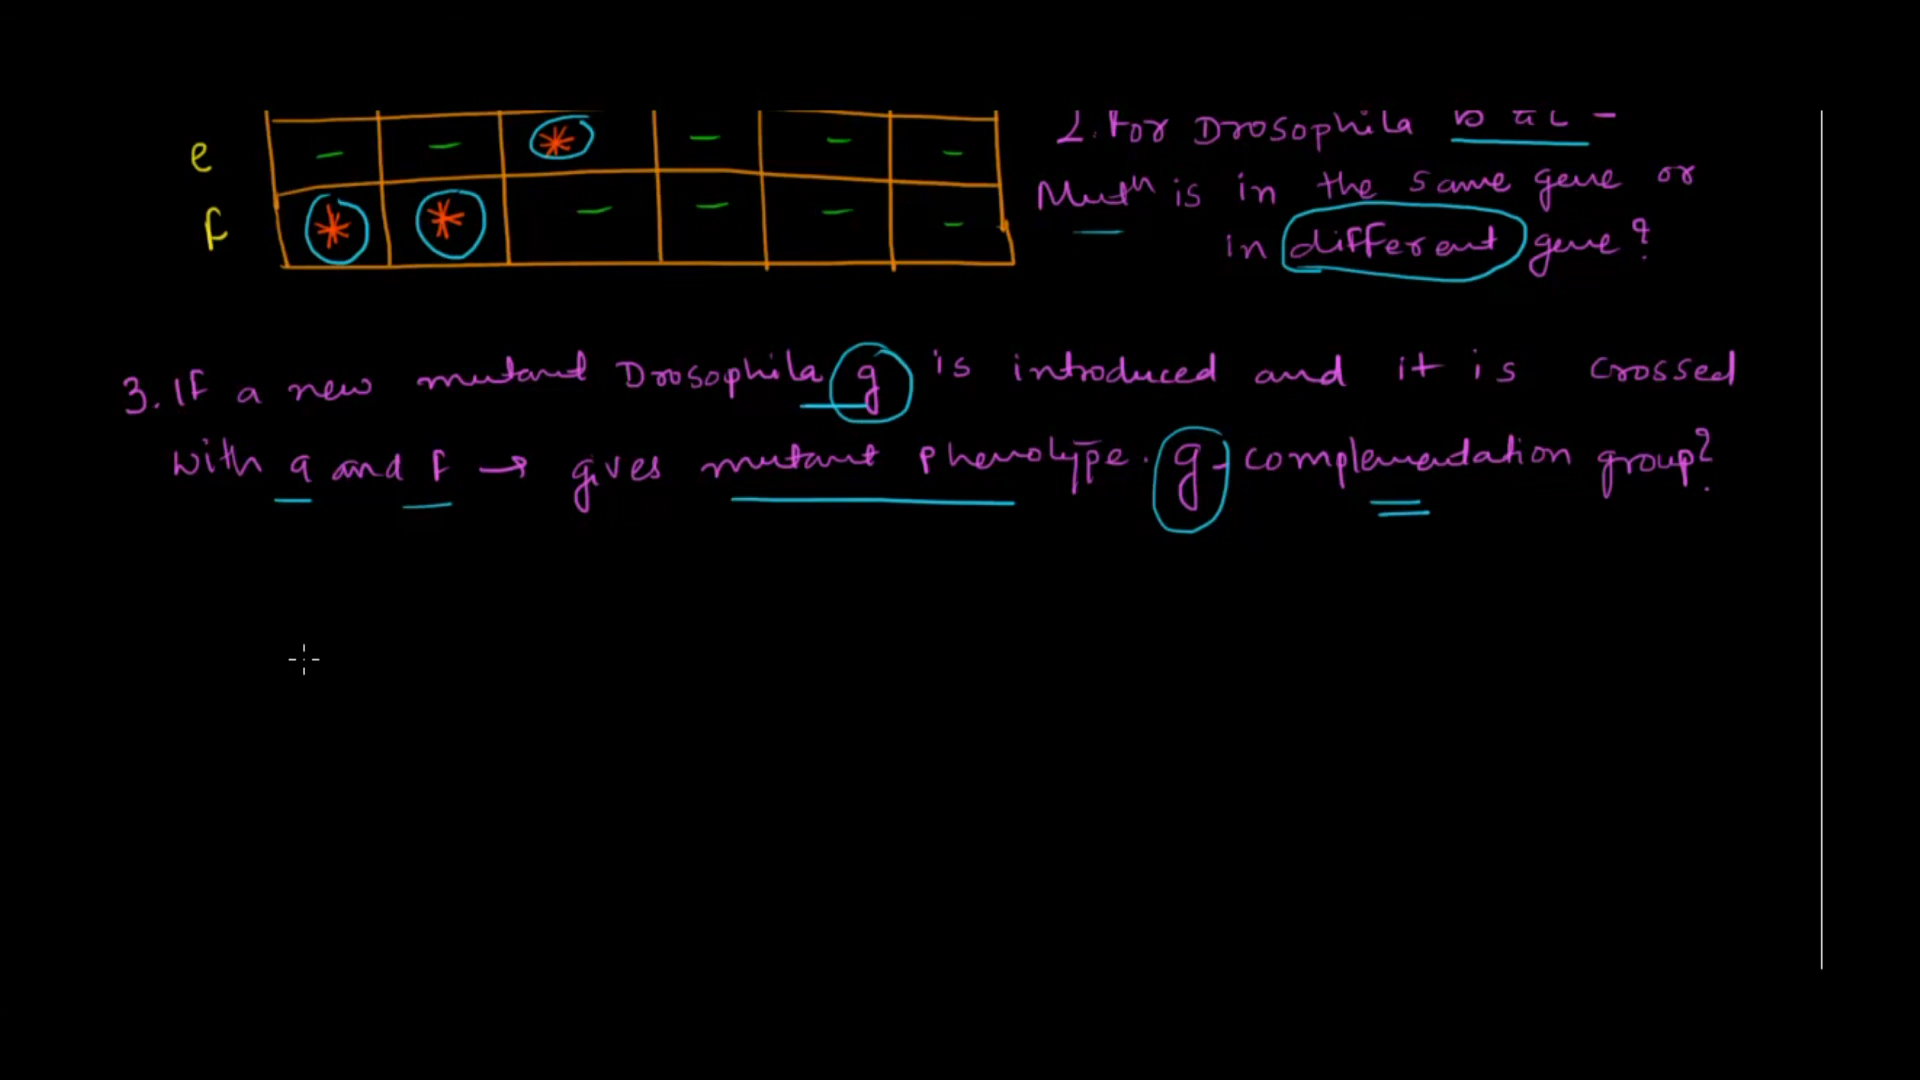 e - - * - - -
f * * - - - -
2. For Drosophila
Mutⁿ is in the same gene or
in different gene?
3. If a new mutant Drosophila g is introduced and it is crossed
with a and f → gives mutant phenotype. g - complemendation group?